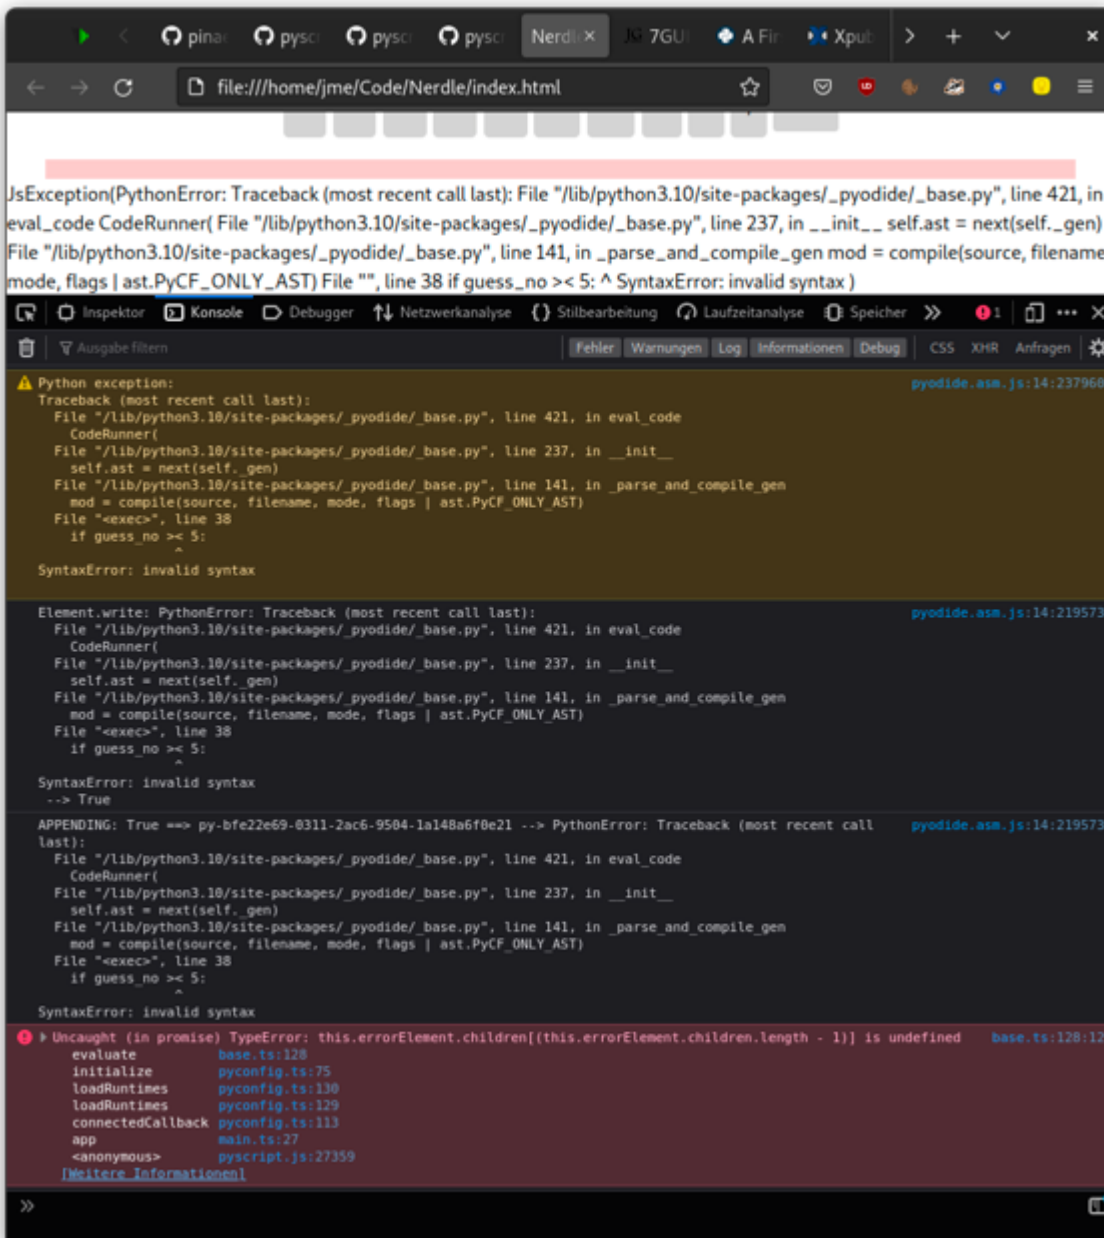 pina
pysc
pysc
pysc
Nerdl
7GU
A Fir
Xpub
file:///home/jme/Code/Nerdle/index.html
JsException(PythonError: Traceback (most recent call last): File "/lib/python3.10/site-packages/_pyodide/_base.py", line 421, in
eval_code CodeRunner( File "/lib/python3.10/site-packages/_pyodide/_base.py", line 237, in __init__ self.ast = next(self._gen)
File "/lib/python3.10/site-packages/_pyodide/_base.py", line 141, in _parse_and_compile_gen mod = compile(source, filename
mode, flags | ast.PyCF_ONLY_AST) File "", line 38 if guess_no >< 5: ^ SyntaxError: invalid syntax )
Inspektor Konsole Debugger Netzwerkanalyse Stilbearbeitung Laufzeitanalyse Speicher 1
Ausgabe filtern Fehler Warnungen Log Informationen Debug CSS XHR Anfragen
Python exception: pyodide.asm.js:14:237960
Traceback (most recent call last):
File "/lib/python3.10/site-packages/_pyodide/_base.py", line 421, in eval_code
CodeRunner(
File "/lib/python3.10/site-packages/_pyodide/_base.py", line 237, in __init__
self.ast = next(self._gen)
File "/lib/python3.10/site-packages/_pyodide/_base.py", line 141, in _parse_and_compile_gen
mod = compile(source, filename, mode, flags | ast.PyCF_ONLY_AST)
File "<exec>", line 38
if guess_no >< 5:
^
SyntaxError: invalid syntax
Element.write: PythonError: Traceback (most recent call last): pyodide.asm.js:14:219573
File "/lib/python3.10/site-packages/_pyodide/_base.py", line 421, in eval_code
CodeRunner(
File "/lib/python3.10/site-packages/_pyodide/_base.py", line 237, in __init__
self.ast = next(self._gen)
File "/lib/python3.10/site-packages/_pyodide/_base.py", line 141, in _parse_and_compile_gen
mod = compile(source, filename, mode, flags | ast.PyCF_ONLY_AST)
File "<exec>", line 38
if guess_no >< 5:
^
SyntaxError: invalid syntax
--> True
APPENDING: True ==> py-bfe22e69-0311-2ac6-9504-1a148a6f0e21 --> PythonError: Traceback (most recent call pyodide.asm.js:14:219573
last):
File "/lib/python3.10/site-packages/_pyodide/_base.py", line 421, in eval_code
CodeRunner(
File "/lib/python3.10/site-packages/_pyodide/_base.py", line 237, in __init__
self.ast = next(self._gen)
File "/lib/python3.10/site-packages/_pyodide/_base.py", line 141, in _parse_and_compile_gen
mod = compile(source, filename, mode, flags | ast.PyCF_ONLY_AST)
File "<exec>", line 38
if guess_no >< 5:
^
SyntaxError: invalid syntax
Uncaught (in promise) TypeError: this.errorElement.children[(this.errorElement.children.length - 1)] is undefined base.ts:128:12
evaluate base.ts:128
initialize pyconfig.ts:75
loadRuntimes pyconfig.ts:130
loadRuntimes pyconfig.ts:129
connectedCallback pyconfig.ts:113
app main.ts:27
<anonymous> pyscript.js:27359
[Weitere Informationen]